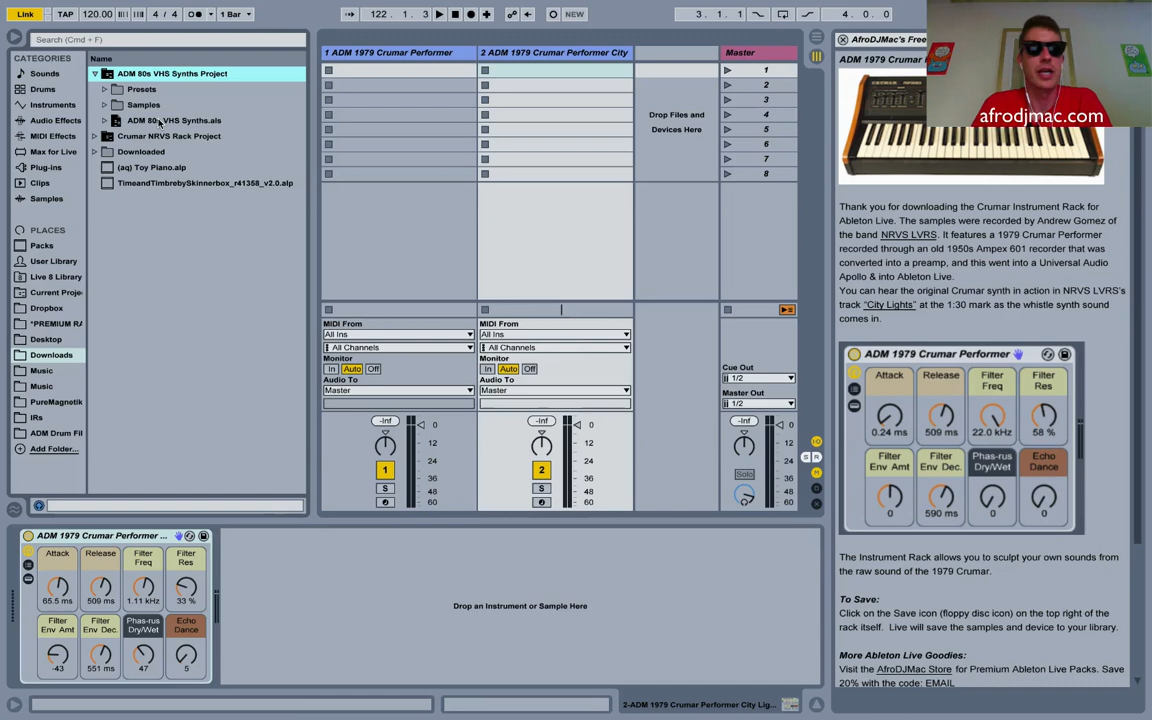 Link TAP 120.00 4 / 4 1 Bar 122. 1. 3 NEW 3. 1. 1 4. 0. 0
Search (Cmd + F)
CATEGORIES
Sounds
Drums
Instruments
Audio Effects
MIDI Effects
Max for Live
Plug-ins
Clips
Samples
PLACES
Packs
User Library
Live 8 Library
Current Projec
Dropbox
*PREMIUM RA
Desktop
Downloads
Music
Music
PureMagnetik
IRs
ADM Drum Fil
Add Folder...
Name
ADM 80s VHS Synths Project
Presets
Samples
ADM 80s VHS Synths.als
Crumar NRVS Rack Project
Downloaded
(aq) Toy Piano.alp
TimeandTimbrebySkinnerbox_r41358_v2.0.alp
1 ADM 1979 Crumar Performer
2 ADM 1979 Crumar Performer City
Master
1
2
3
4
5
6
7
8
Drop Files and
Devices Here
MIDI From
All Ins
All Channels
Monitor
In Auto Off
Audio To
Master
-Inf
0
12
24
36
48
60
1
S
MIDI From
All Ins
All Channels
Monitor
In Auto Off
Audio To
Master
-Inf
0
12
24
36
48
60
2
S
Cue Out
1/2
Master Out
1/2
-Inf
0
12
24
36
48
60
Solo
S R
afrodjmac.com
AfroDJMac's Free
ADM 1979 Crumar Performer
Thank you for downloading the Crumar Instrument Rack for
Ableton Live. The samples were recorded by Andrew Gomez of
the band NRVS LVRS. It features a 1979 Crumar Performer
recorded through an old 1950s Ampex 601 recorder that was
converted into a preamp, and this went into a Universal Audio
Apollo & into Ableton Live.
You can hear the original Crumar synth in action in NRVS LVRS's
track "City Lights" at the 1:30 mark as the whistle synth sound
comes in.
ADM 1979 Crumar Performer
Attack
Release
Filter
Freq
Filter
Res
0.24 ms
509 ms
22.0 kHz
58 %
Filter
Env Amt
Filter
Env Dec.
Phas-rus
Dry/Wet
Echo
Dance
0
590 ms
0
0
The Instrument Rack allows you to sculpt your own sounds from
the raw sound of the 1979 Crumar.
To Save:
Click on the Save icon (floppy disc icon) on the top right of the
rack itself. Live will save the samples and device to your library.
More Ableton Live Goodies:
Visit the AfroDJMac Store for Premium Ableton Live Packs. Save
20% with the code: EMAIL
ADM 1979 Crumar Performer ...
Attack
Release
Filter
Freq
Filter
Res
65.5 ms
509 ms
1.11 kHz
33 %
Filter
Env Amt
Filter
Env Dec.
Phas-rus
Dry/Wet
Echo
Dance
-43
551 ms
47
5
Drop an Instrument or Sample Here
2-ADM 1979 Crumar Performer City Lig...